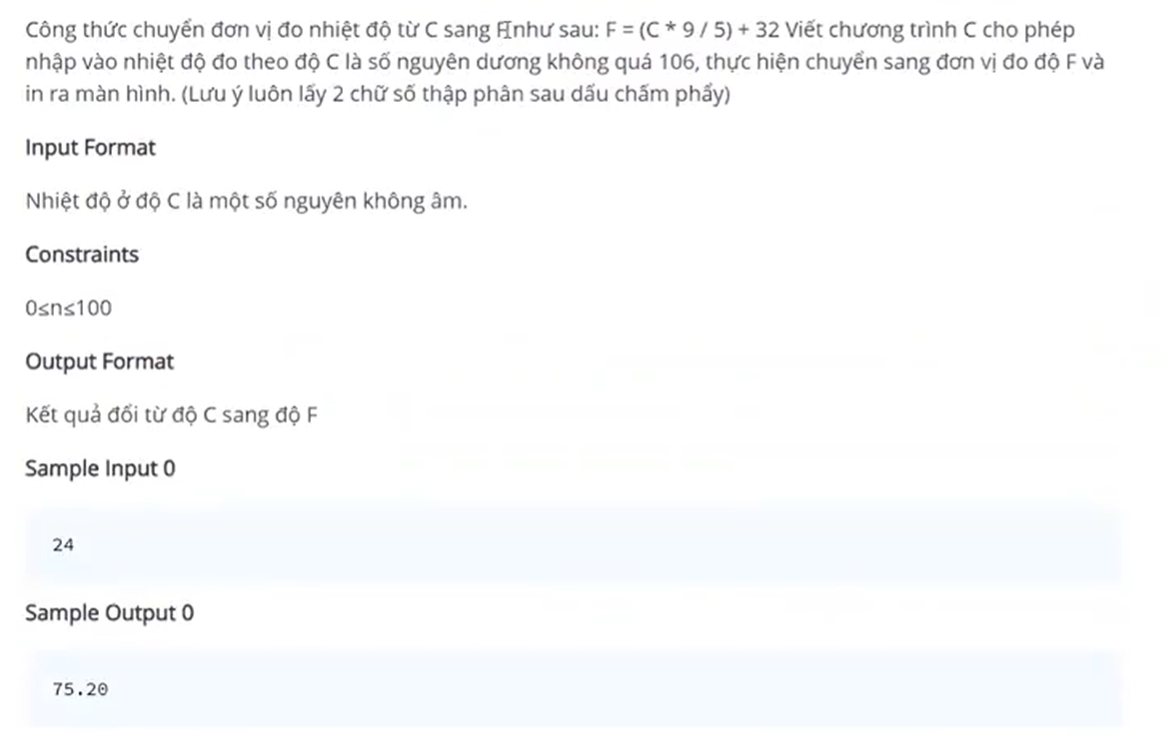 Công thức chuyển đơn vị đo nhiệt độ từ C sang F như sau: F = (C * 9 / 5) + 32 Viết chương trình C cho phép
nhập vào nhiệt độ đo theo độ C là số nguyên dương không quá 106, thực hiện chuyển sang đơn vị đo độ F và
in ra màn hình. (Lưu ý luôn lấy 2 chữ số thập phân sau dấu chấm phẩy)
Input Format
Nhiệt độ ở độ C là một số nguyên không âm.
Constraints
0≤n≤100
Output Format
Kết quả đổi từ độ C sang độ F
Sample Input 0
24
Sample Output 0
75.20